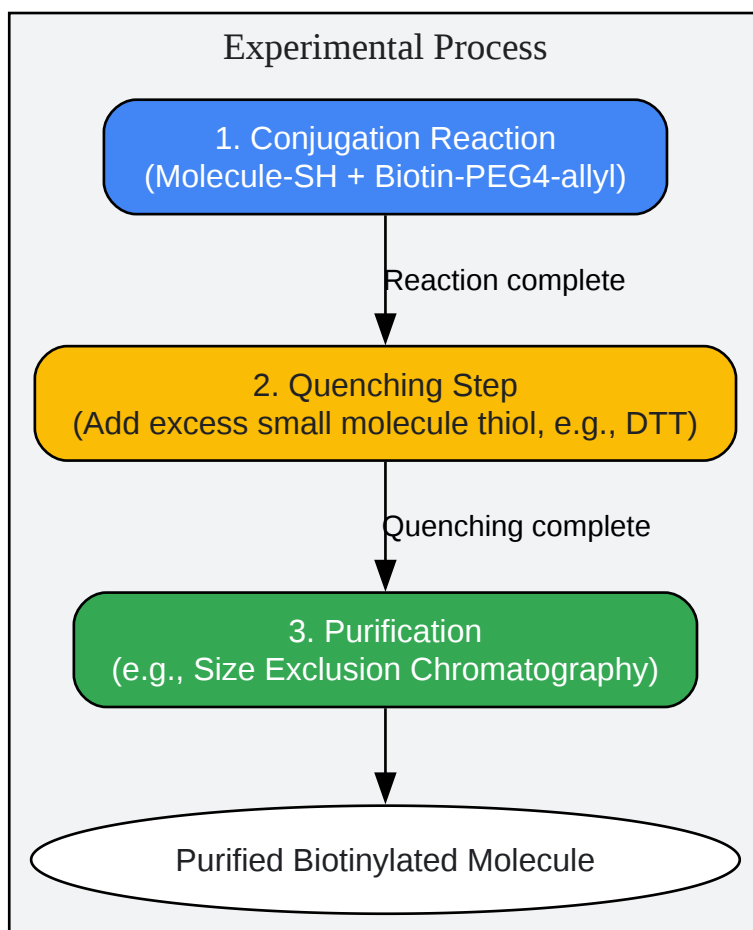 Experimental Process
1. Conjugation Reaction
(Molecule-SH + Biotin-PEG4-allyl)
Reaction complete
2. Quenching Step
(Add excess small molecule thiol, e.g., DTT)
Quenching complete
3. Purification
(e.g., Size Exclusion Chromatography)
Purified Biotinylated Molecule